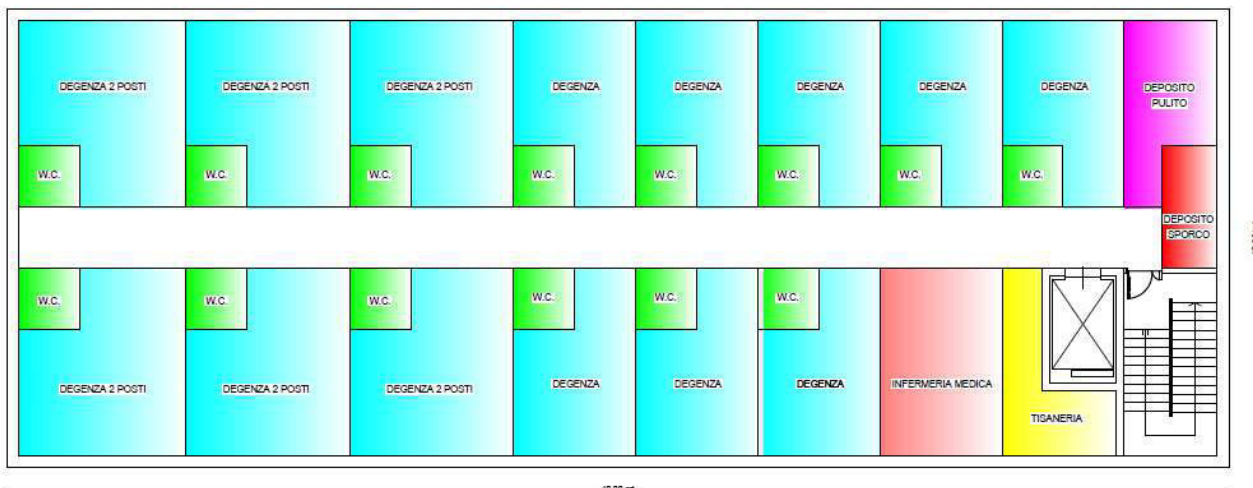 DEGENZA 2 POSTI
DEGENZA 2 POSTI
DEGENZA 2 POSTI
DEGENZA
DEGENZA
DEGENZA
DEGENZA
DEGENZA
DEPOSITO
PULITO
W.C.
W.C.
W.C.
W.C.
W.C.
W.C.
W.C.
W.C.
DEPOSITO
SPORCO
W.C.
W.C.
W.C.
W.C.
W.C.
W.C.
DEGENZA 2 POSTI
DEGENZA 2 POSTI
DEGENZA 2 POSTI
DEGENZA
DEGENZA
DEGENZA
INFERMERIA MEDICA
TISANERIA